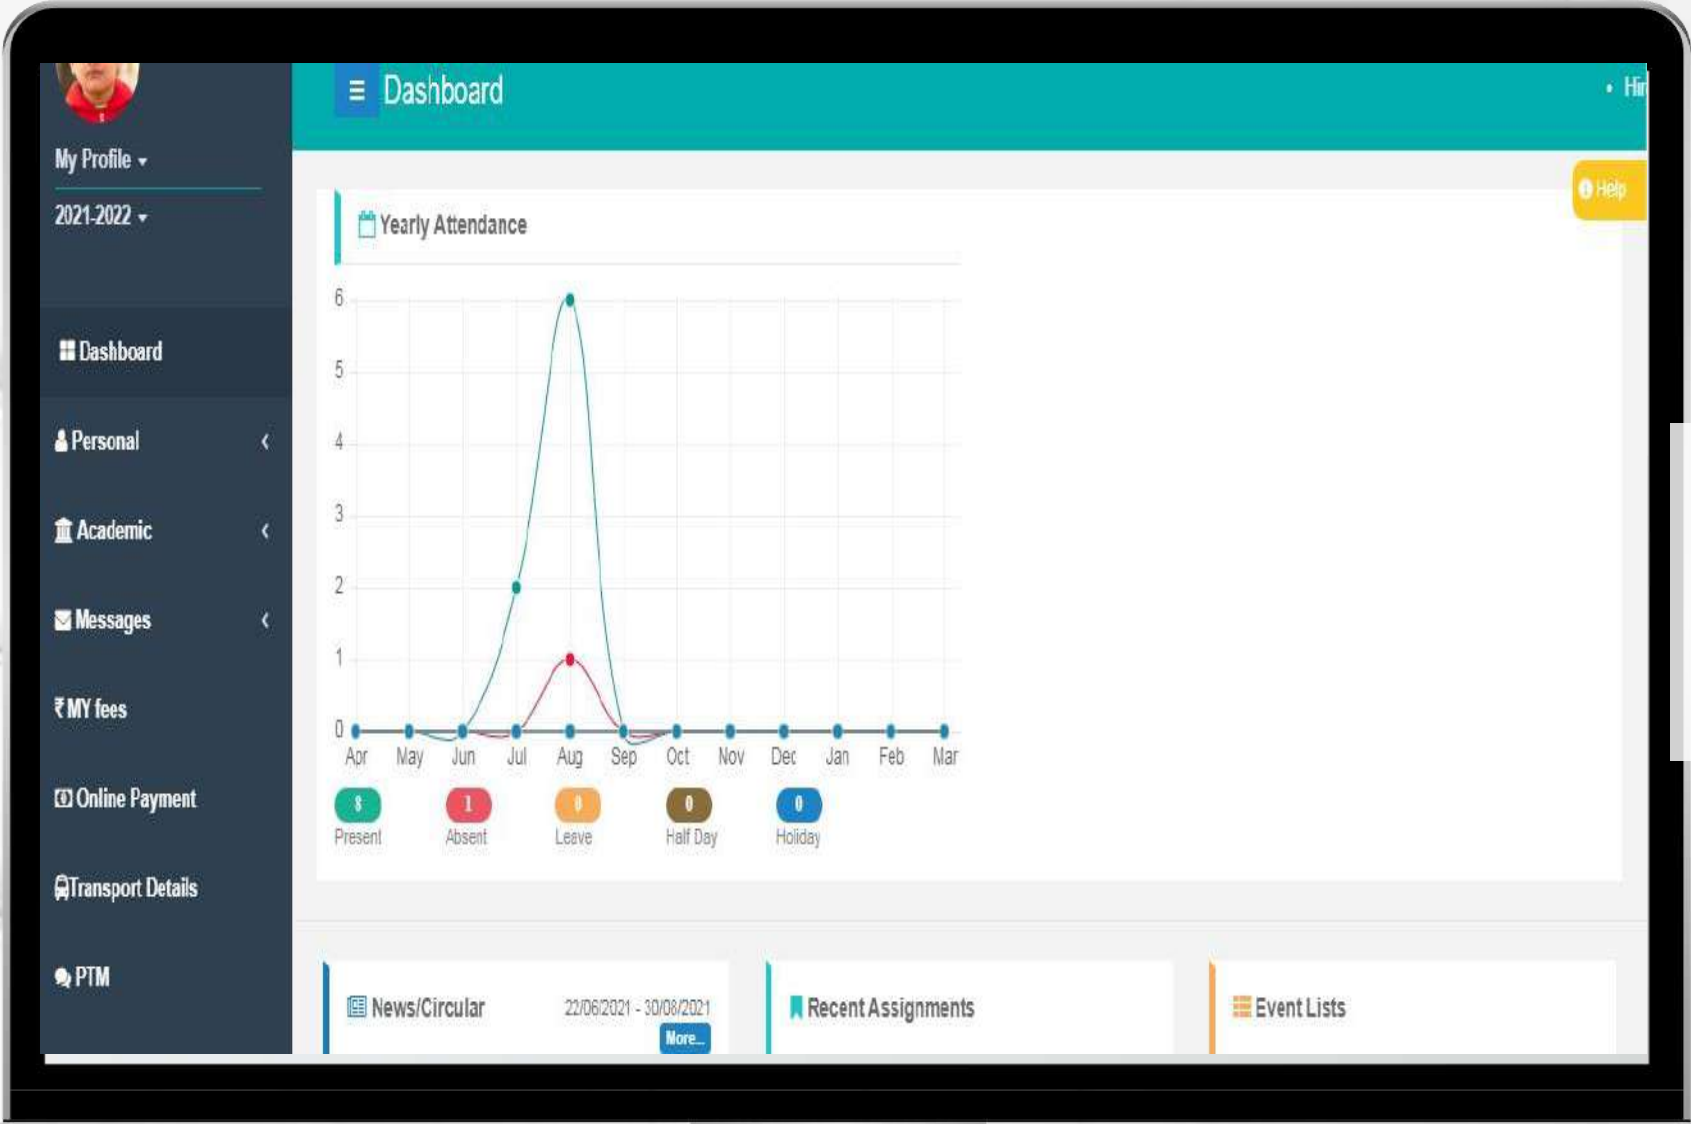 Dashboard
My Profile
2021-2022
Help
Yearly Attendance
Dashboard
Personal
Academic
Messages
₹ MY fees
Online Payment
Transport Details
PTM
6
5
4
3
2
1
0
Apr May Jun Jul Aug Sep Oct Nov Dec Jan Feb Mar
8 1 0 0 0
Present Absent Leave Half Day Holiday
News/Circular 22/06/2021 - 30/08/2021
More...
Recent Assignments
Event Lists